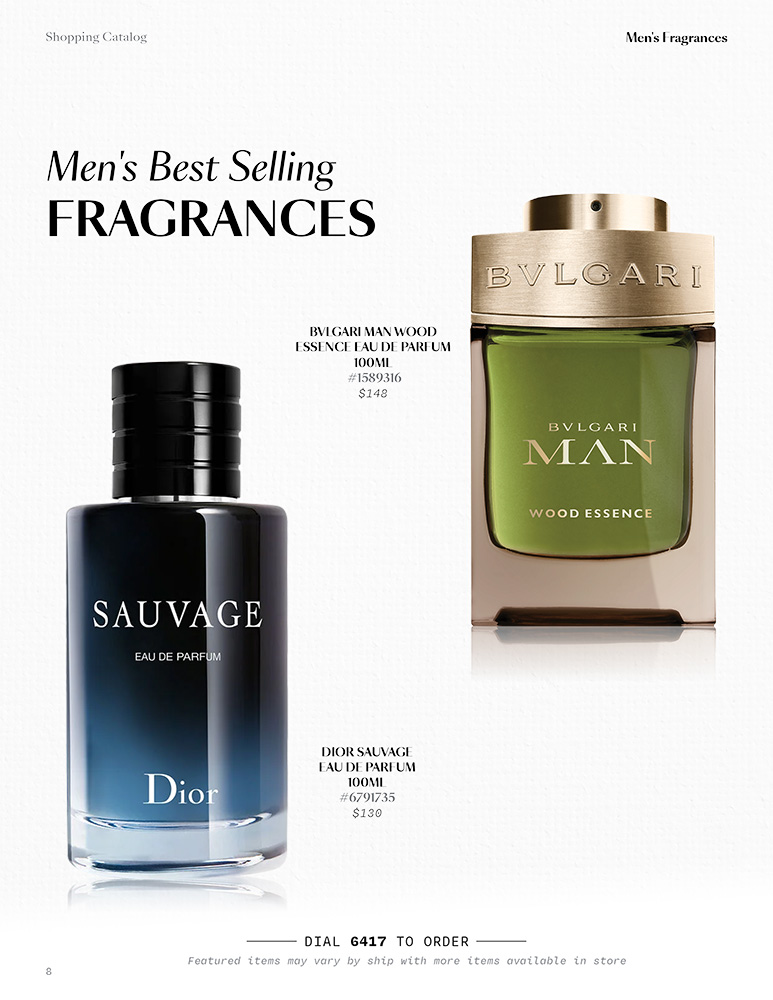 Shopping Catalog
Men's Fragrances
Men's Best Selling
FRAGRANCES
BVLGARI
BVLGARI MAN WOOD
ESSENCE EAU DE PARFUM
100ML
#1589316
$148
BVLGARI
MAN
WOOD ESSENCE
SAUVAGE
EAU DE PARFUM
Dior
DIOR SAUVAGE
EAU DE PARFUM
100ML
#6791735
$130
DIAL 6417 TO ORDER
Featured items may vary by ship with more items available in store
8